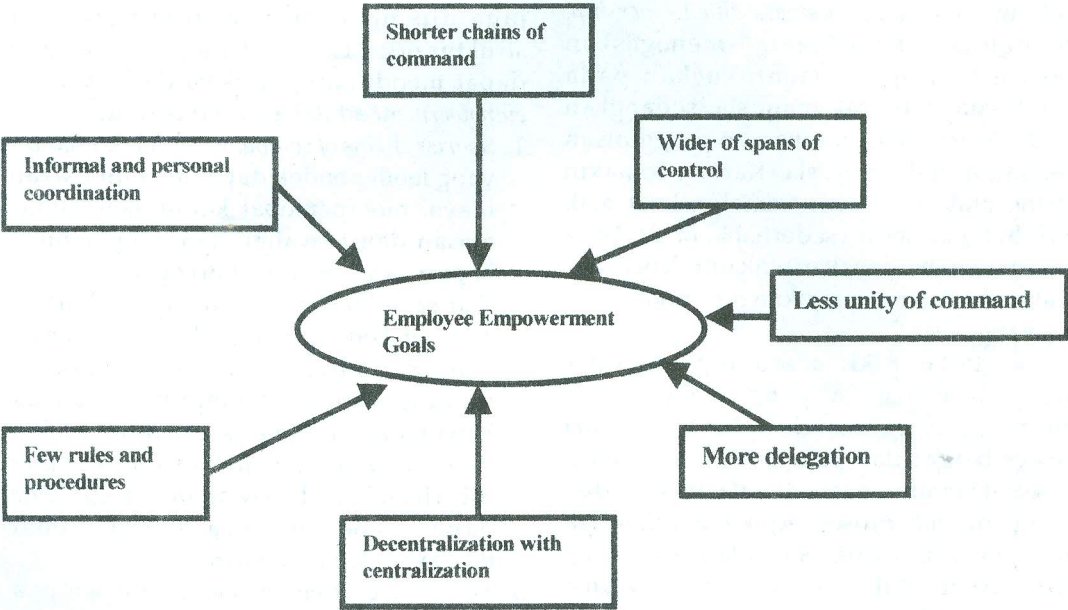 Shorter chains of
command
Informal and personal
coordination
Wider of spans of
control
Less unity of command
Employee Empowerment
Goals
More delegation
Few rules and
procedures
Decentralization with
centralization